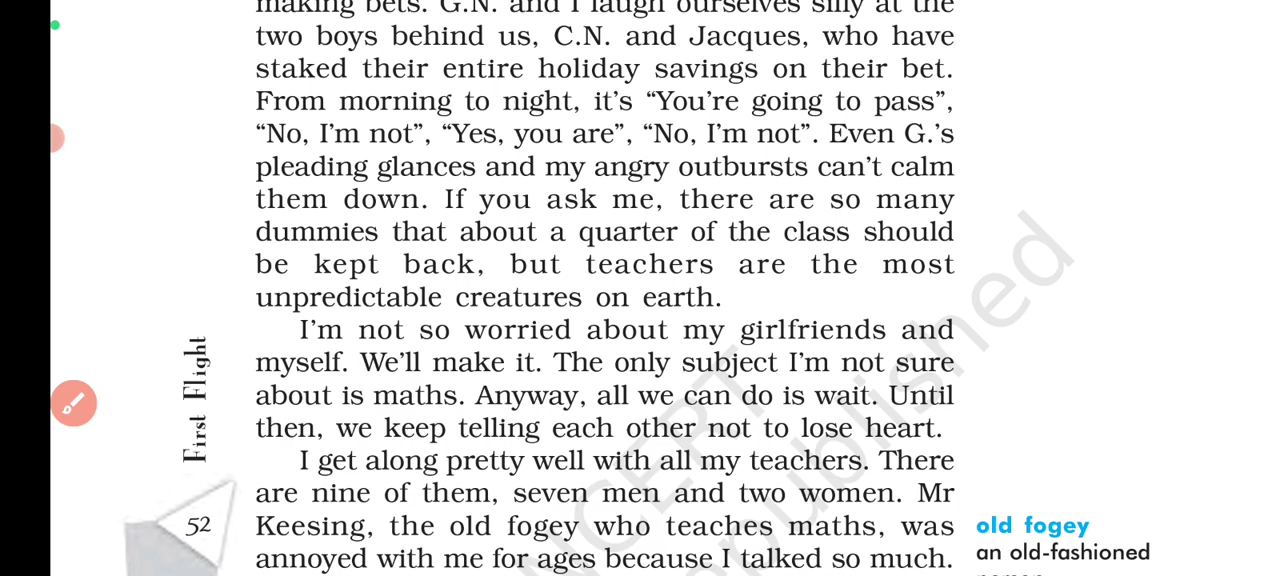 making bets. G.N. and I laugh ourselves silly at the
two boys behind us, C.N. and Jacques, who have
staked their entire holiday savings on their bet.
From morning to night, it's “You're going to pass”,
“No, I'm not”, “Yes, you are”, “No, I'm not”. Even G.'s
pleading glances and my angry outbursts can't calm
them down. If you ask me, there are so many
dummies that about a quarter of the class should
be kept back, but teachers are the most
unpredictable creatures on earth.
I'm not so worried about my girlfriends and
myself. We'll make it. The only subject I'm not sure
about is maths. Anyway, all we can do is wait. Until
then, we keep telling each other not to lose heart.
I get along pretty well with all my teachers. There
are nine of them, seven men and two women. Mr
Keesing, the old fogey who teaches maths, was
annoyed with me for ages because I talked so much.
old fogey
an old-fashioned
First Flight
52
NCERT
republished